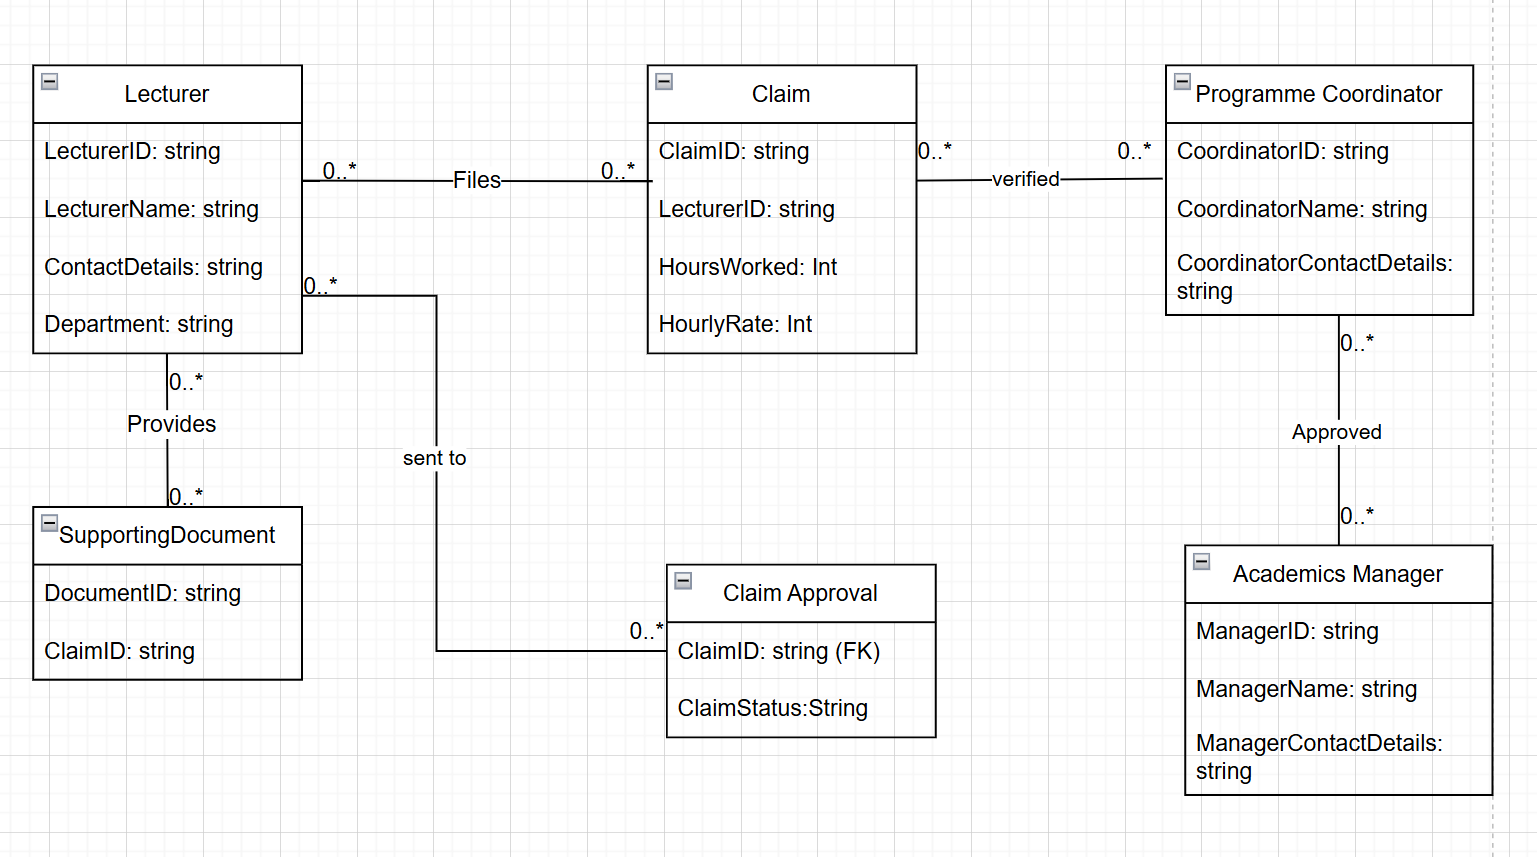 Lecturer
LecturerID: string
LecturerName: string
ContactDetails: string
Department: string
0..*
Files
0..*
Claim
ClaimID: string
LecturerID: string
HoursWorked: Int
HourlyRate: Int
0..*
verified
0..*
Programme Coordinator
CoordinatorID: string
CoordinatorName: string
CoordinatorContactDetails:
string
0..*
sent to
0..*
0..*
Provides
0..*
SupportingDocument
DocumentID: string
ClaimID: string
Claim Approval
ClaimID: string (FK)
ClaimStatus:String
0..*
Approved
0..*
Academics Manager
ManagerID: string
ManagerName: string
ManagerContactDetails:
string